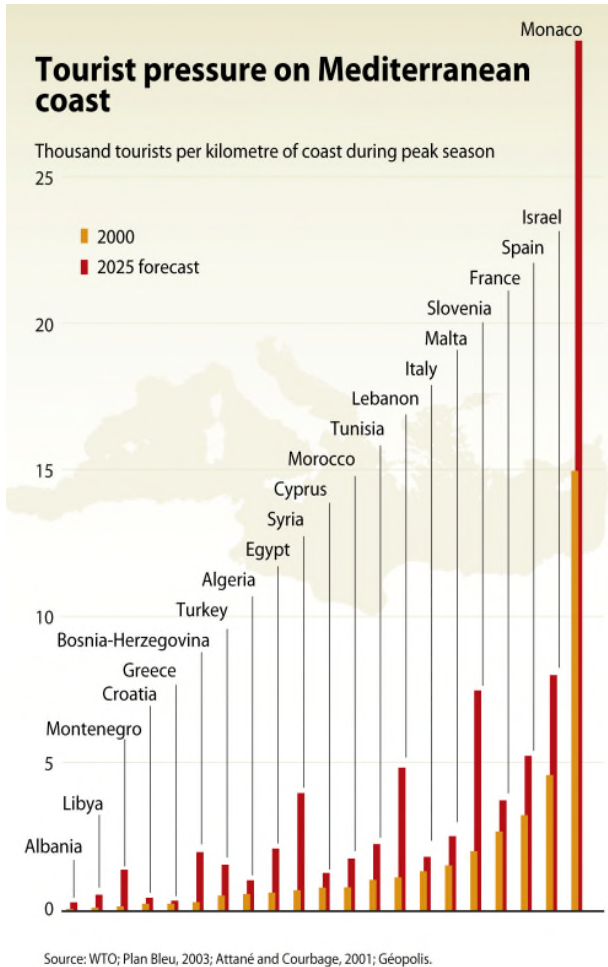 Monaco
Tourist pressure on Mediterranean
coast
Thousand tourists per kilometre of coast during peak season
25
Israel
2000
Spain
2025 forecast
France
Slovenia
20
Malta
Italy
Lebanon
Tunisia
15
Morocco
Cyprus
Syria
Egypt
Algeria
10
Turkey
Bosnia-Herzegovina
Greece
Croatia
Montenegro
5
Libya
Albania
0
Source: WTO; Plan Bleu, 2003; Attané and Courbage, 2001; Géopolis.